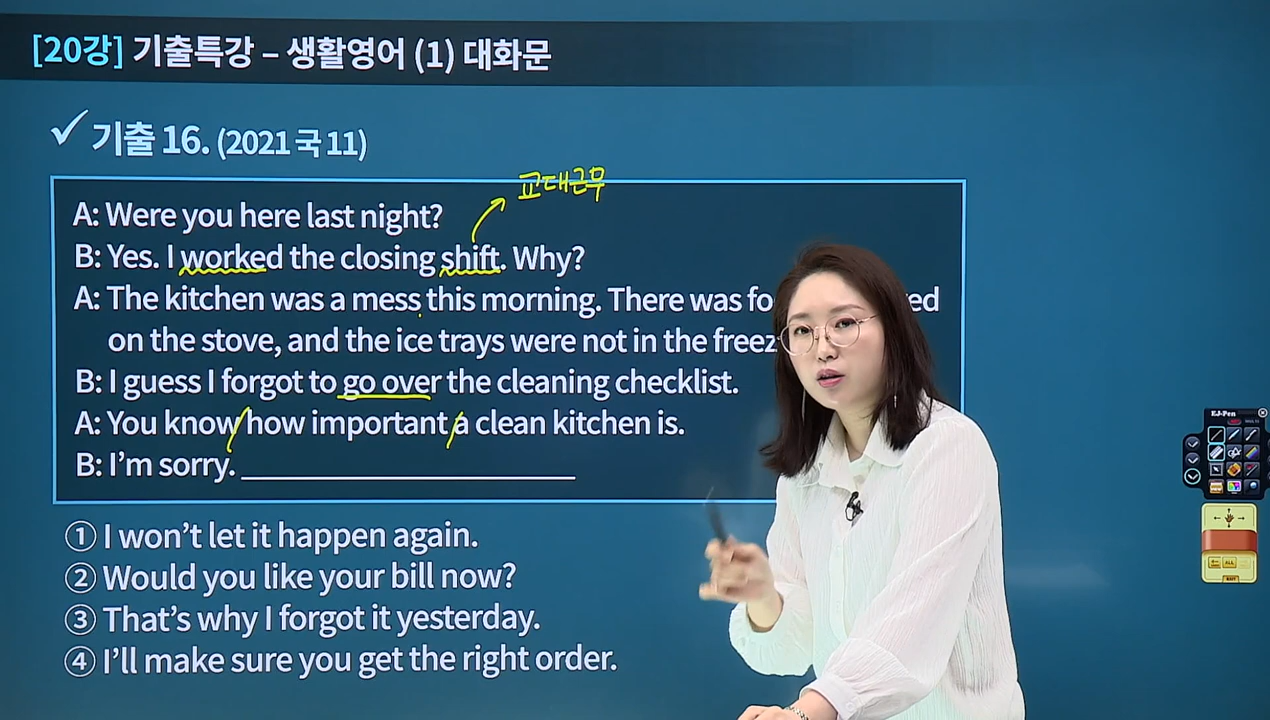 [20강] 기출특강 – 생활영어 (1) 대화문
✓ 기출 16. (2021 국 11)
교대근무
A: Were you here last night?
B: Yes. I worked the closing shift. Why?
A: The kitchen was a mess this morning. There was
on the stove, and the ice trays were not in the
B: I guess I forgot to go over the cleaning checklist.
A: You know how important a clean kitchen is.
B: I'm sorry.
① I won't let it happen again.
② Would you like your bill now?
③ That's why I forgot it yesterday.
④ I'll make sure you get the right order.
EJ-Pen